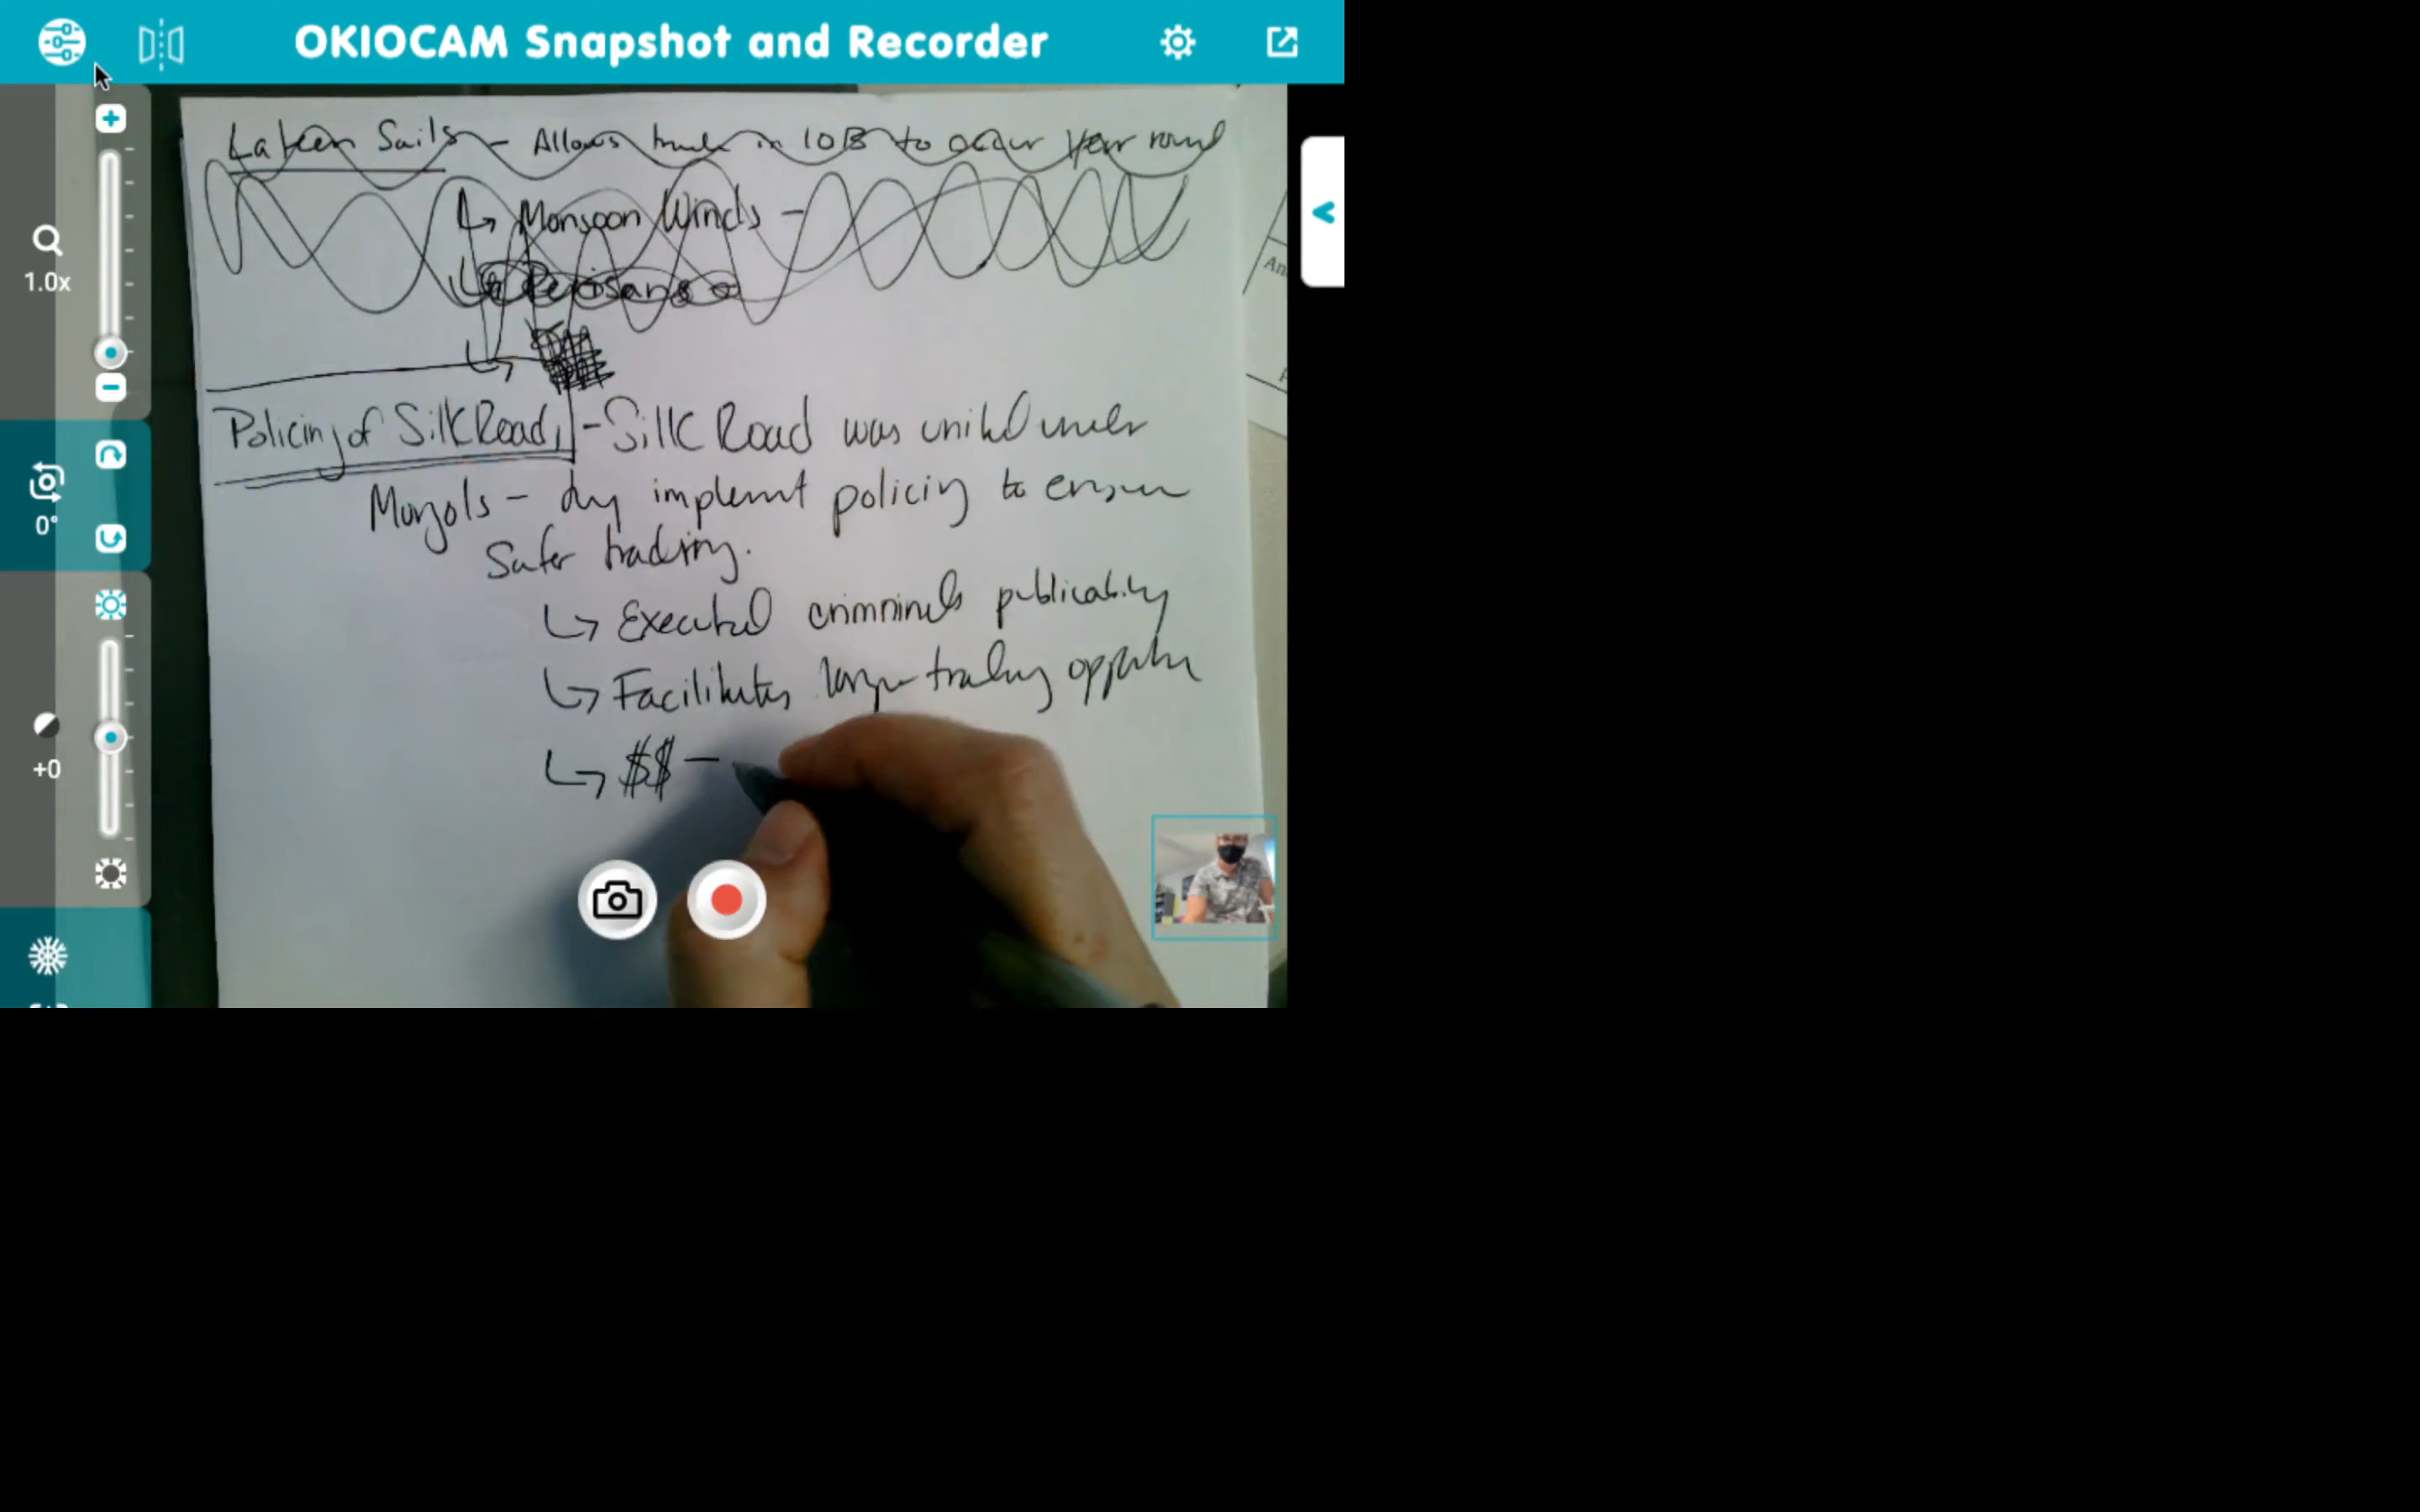 OKIOCAM Snapshot and Recorder
Lateen Sails - Allows trade in IOB to occur year round
↳ Monsoon Winds -
↳
1.0x
Policing of Silk Road - Silk Road was unified under
0°
Mongols - they implement policing to ensure
safer trading.
↳ Executed criminals publically
↳ Facilitates larger trading
+0
↳ $$ -
An